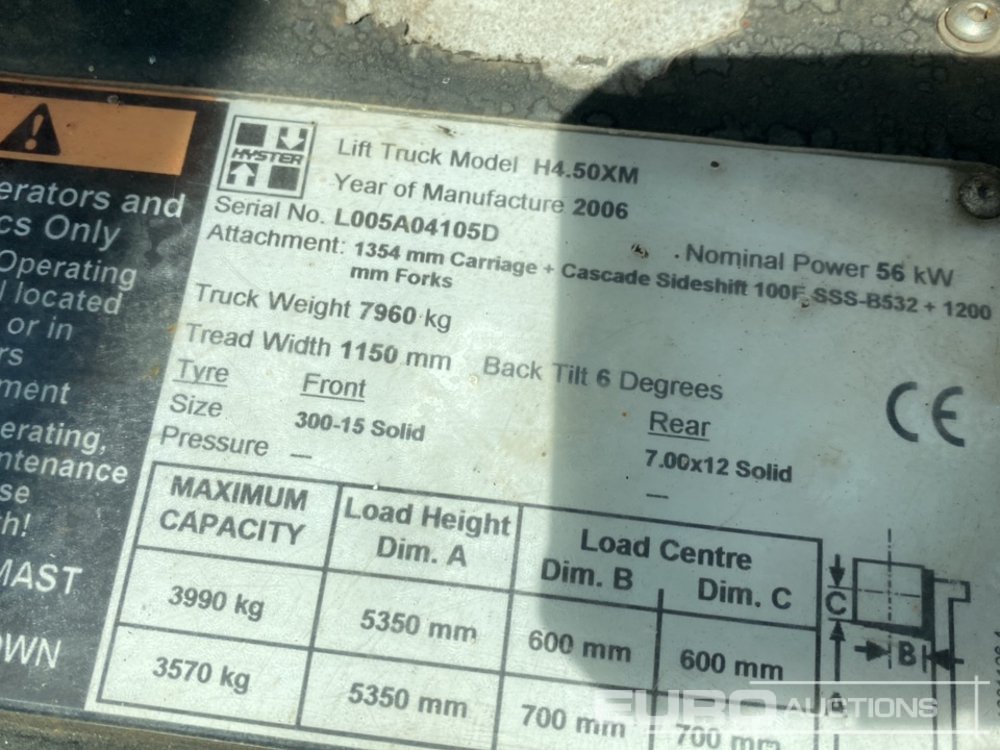 erators and
cs Only
Operating
located
or in
rs
ment
erating,
ntenance
se
h!
MAST
OWN
HYSTER
Lift Truck Model H4.50XM
Year of Manufacture 2006
Serial No. L005A04105D
Nominal Power 56 kW
Attachment: 1354 mm Carriage + Cascade Sideshift 100F SSS-B532 + 1200
mm Forks
Truck Weight 7960 kg
Tread Width 1150 mm Back Tilt 6 Degrees
Tyre Front Rear
Size 300-15 Solid 7.00x12 Solid
Pressure — —
MAXIMUM CAPACITY Load Height Dim. A Load Centre
Dim. B Dim. C
3990 kg 5350 mm 600 mm 600 mm
3570 kg 5350 mm 700 mm 700 mm
CE
C
B
EURO AUCTIONS